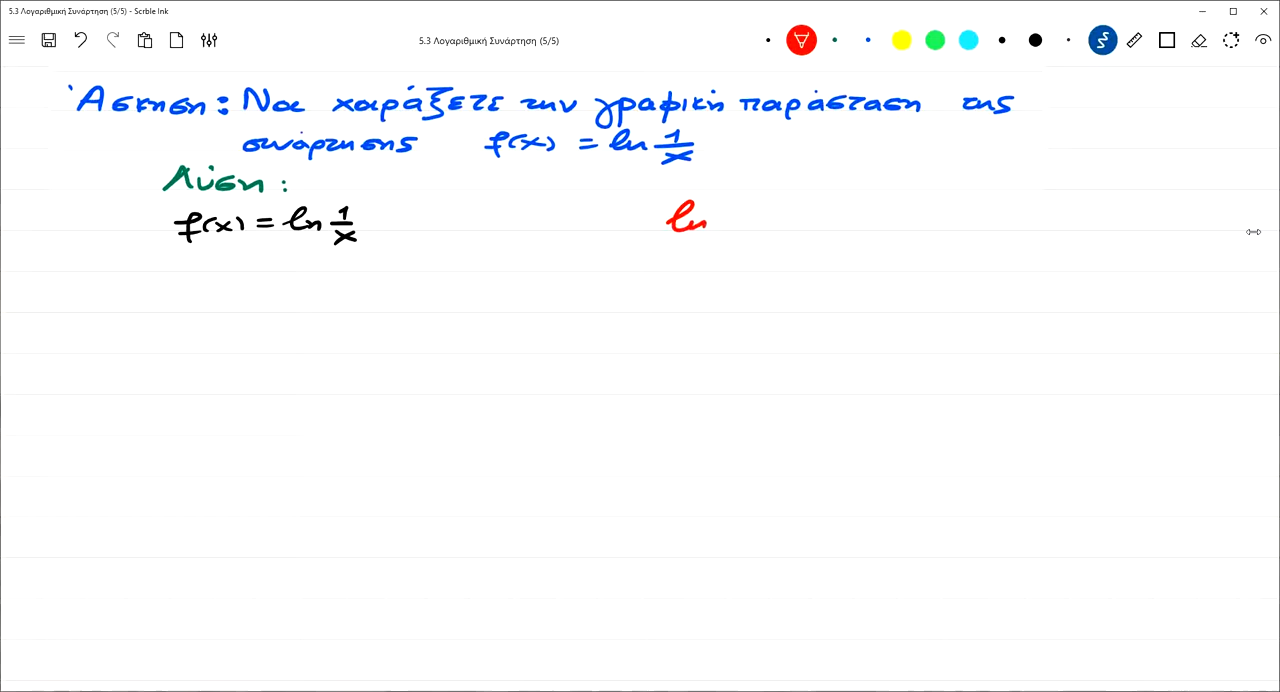 5.3 Λογαριθμική Συνάρτηση (5/5) - Scrble Ink
5.3 Λογαριθμική Συνάρτηση (5/5)
Άσκηση: Να χαράξετε την γραφική παράσταση της
συνάρτησης f(x) = ln 1/x
Λύση:
f(x) = ln 1/x
ln